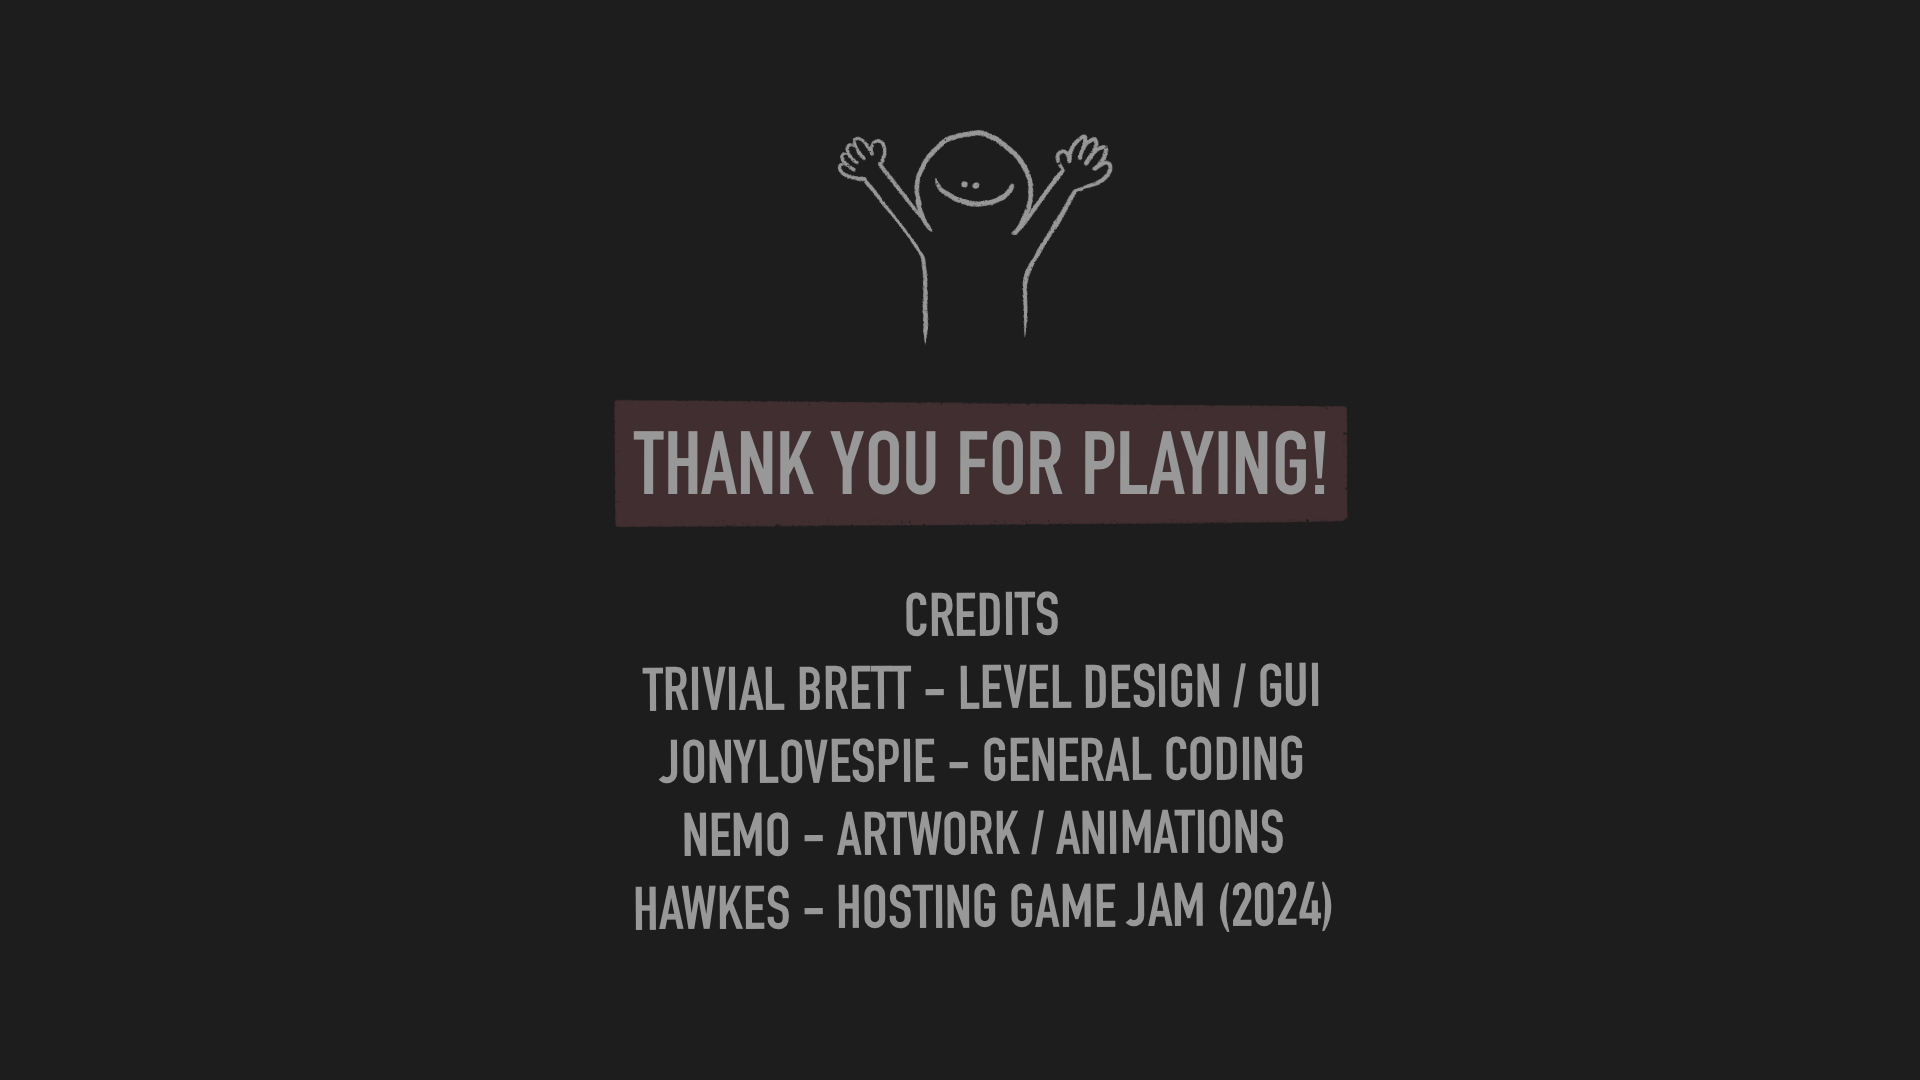 THANK YOU FOR PLAYING!
CREDITS
TRIVIAL BRETT - LEVEL DESIGN / GUI
JONYLOVESPIE - GENERAL CODING
NEMO - ARTWORK / ANIMATIONS
HAWKES - HOSTING GAME JAM (2024)